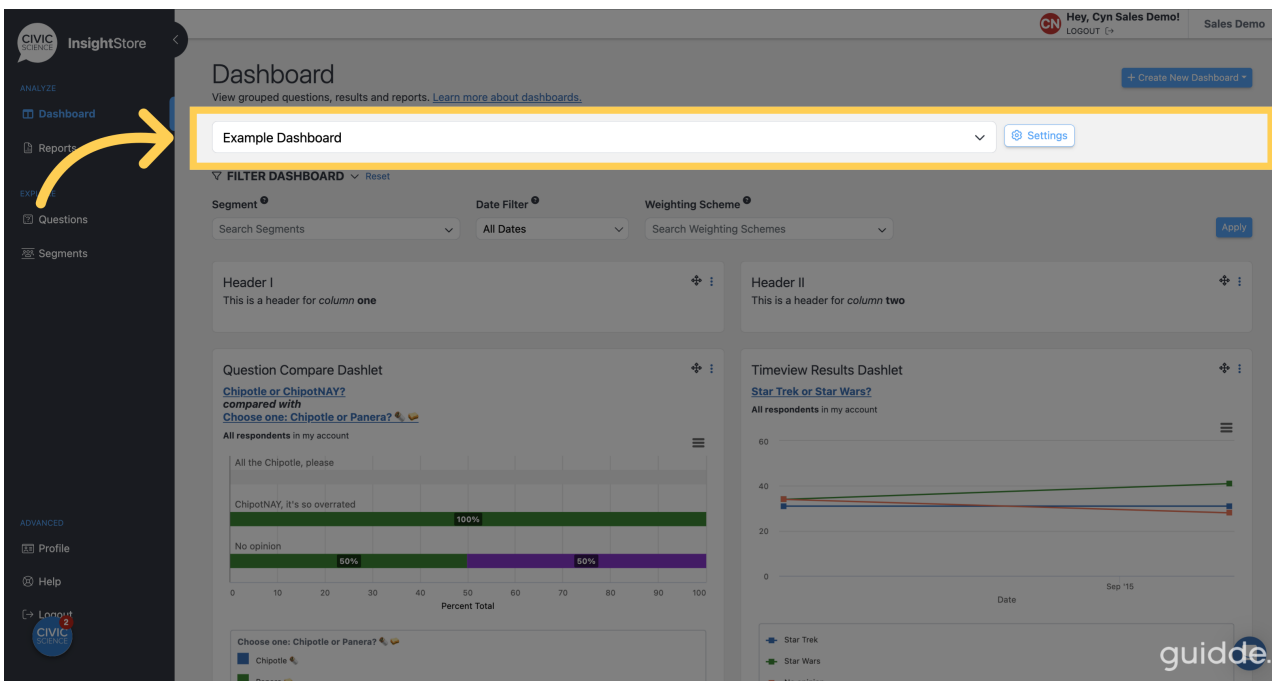 CIVIC
SCIENCE
InsightStore
Hey, Cyn Sales Demo!
CN
LOGOUT
Sales Demo
ANALYZE
Dashboard
Reports
EXPL
Questions
Segments
Dashboard
+ Create New Dashboard
View grouped questions, results and reports. Learn more about dashboards.
Example Dashboard
Settings
FILTER DASHBOARD
Reset
Segment
Date Filter
Weighting Scheme
Search Segments
All Dates
Search Weighting Schemes
Apply
Header I
This is a header for column one
Header II
This is a header for column two
Question Compare Dashlet
Chipotle or ChipotNAY?
compared with
Choose one: Chipotle or Panera?
All respondents in my account
All the Chipotle, please
ChipotNAY, it's so overrated
100%
No opinion
50% 50%
0 10 20 30 40 50 60 70 80 90 100
Percent Total
Choose one: Chipotle or Panera?
Chipotle
Timeview Results Dashlet
Star Trek or Star Wars?
All respondents in my account
60
40
20
0
Sep '15
Date
Star Trek
Star Wars
ADVANCED
Profile
Help
Logout
2
CIVIC
SCIENCE
guidde.